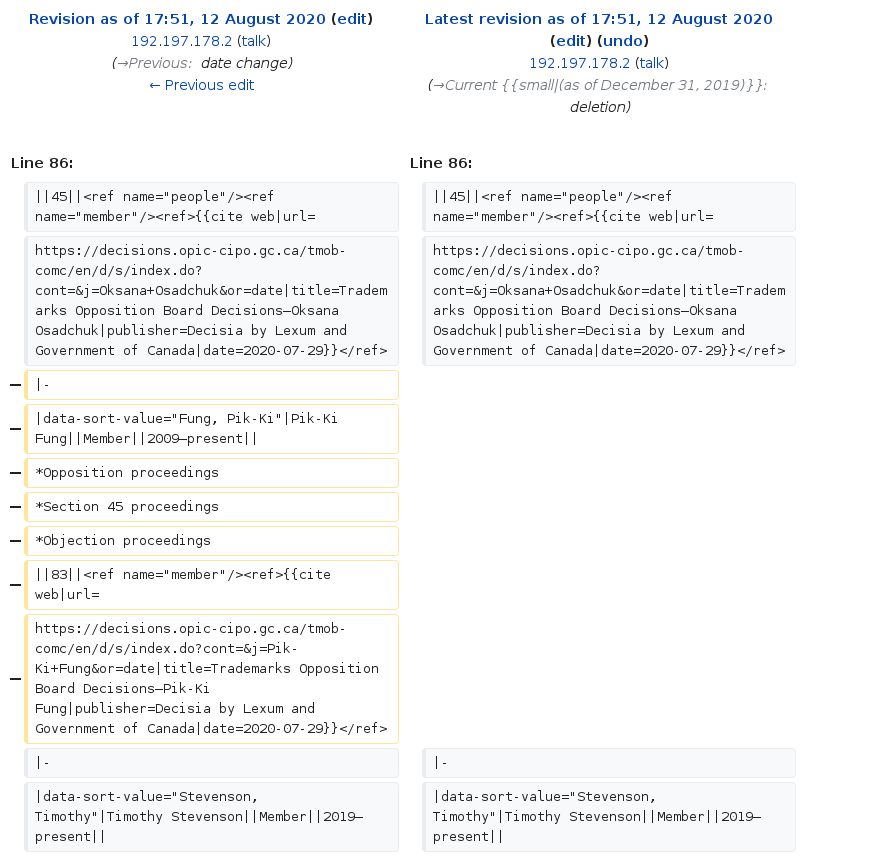 Revision as of 17:51, 12 August 2020 (edit)
192.197.178.2 (talk)
(→Previous: date change)
← Previous edit
Latest revision as of 17:51, 12 August 2020
(edit) (undo)
192.197.178.2 (talk)
(→Current {{small|(as of December 31, 2019)}}:
deletion)
Line 86:
Line 86:
||45||<ref name="people"/><ref
name="member"/><ref>{{cite web|url=
||45||<ref name="people"/><ref
name="member"/><ref>{{cite web|url=
https://decisions.opic-cipo.gc.ca/tmob-
comc/en/d/s/index.do?
cont=&j=Oksana+Osadchuk&or=date|title=Tradem
arks Opposition Board Decisions–Oksana
Osadchuk|publisher=Decisia by Lexum and
Government of Canada|date=2020-07-29}}</ref>
https://decisions.opic-cipo.gc.ca/tmob-
comc/en/d/s/index.do?
cont=&j=Oksana+Osadchuk&or=date|title=Tradem
arks Opposition Board Decisions–Oksana
Osadchuk|publisher=Decisia by Lexum and
Government of Canada|date=2020-07-29}}</ref>
− |-
− |data-sort-value="Fung, Pik-Ki"|Pik-Ki
Fung||Member||2009–present||
− *Opposition proceedings
− *Section 45 proceedings
− *Objection proceedings
− ||83||<ref name="member"/><ref>{{cite
web|url=
− https://decisions.opic-cipo.gc.ca/tmob-
comc/en/d/s/index.do?cont=&j=Pik-
Ki+Fung&or=date|title=Trademarks Opposition
Board Decisions–Pik-Ki
Fung|publisher=Decisia by Lexum and
Government of Canada|date=2020-07-29}}</ref>
|-
|-
|data-sort-value="Stevenson,
Timothy"|Timothy Stevenson||Member||2019–
present||
|data-sort-value="Stevenson,
Timothy"|Timothy Stevenson||Member||2019–
present||